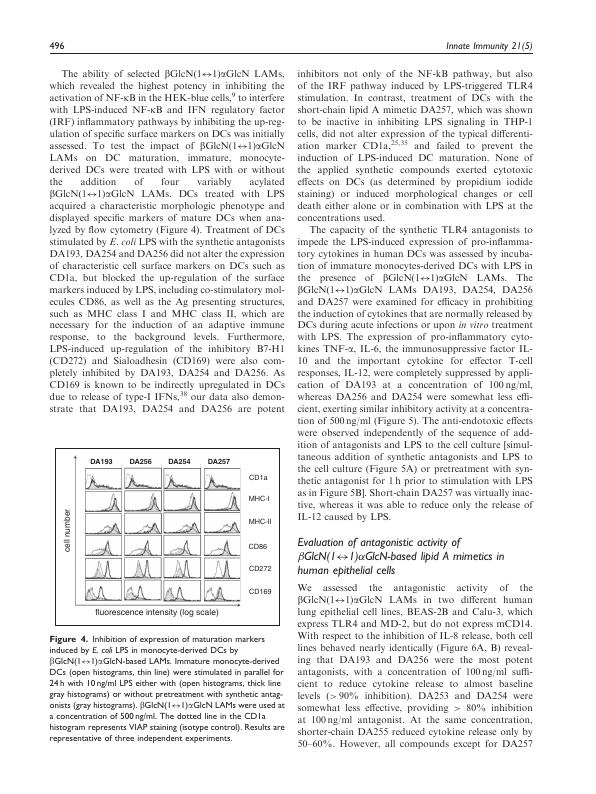 496
Innate Immunity 21(5)
The ability of selected βGlcN(1↔1)αGlcN LAMs,
which revealed the highest potency in inhibiting the
activation of NF-κB in the HEK-blue cells,9 to interfere
with LPS-induced NF-κB and IFN regulatory factor
(IRF) inflammatory pathways by inhibiting the up-reg-
ulation of specific surface markers on DCs was initially
assessed. To test the impact of βGlcN(1↔1)αGlcN
LAMs on DC maturation, immature, monocyte-
derived DCs were treated with LPS with or without
the addition of four variably acylated
βGlcN(1↔1)αGlcN LAMs. DCs treated with LPS
acquired a characteristic morphologic phenotype and
displayed specific markers of mature DCs when ana-
lyzed by flow cytometry (Figure 4). Treatment of DCs
stimulated by E. coli LPS with the synthetic antagonists
DA193, DA254 and DA256 did not alter the expression
of characteristic cell surface markers on DCs such as
CD1a, but blocked the up-regulation of the surface
markers induced by LPS, including co-stimulatory mol-
ecules CD86, as well as the Ag presenting structures,
such as MHC class I and MHC class II, which are
necessary for the induction of an adaptive immune
response, to the background levels. Furthermore,
LPS-induced up-regulation of the inhibitory B7-H1
(CD272) and Sialoadhesin (CD169) were also com-
pletely inhibited by DA193, DA254 and DA256. As
CD169 is known to be indirectly upregulated in DCs
due to release of type-I IFNs,38 our data also demon-
strate that DA193, DA254 and DA256 are potent
DA193 DA256 DA254 DA257
CD1a
MHC-I
MHC-II
CD86
CD272
CD169
cell number
fluorescence intensity (log scale)
Figure 4. Inhibition of expression of maturation markers
induced by E. coli LPS in monocyte-derived DCs by
βGlcN(1↔1)αGlcN-based LAMs. Immature monocyte-derived
DCs (open histograms, thin line) were stimulated in parallel for
24 h with 10 ng/ml LPS either with (open histograms, thick line
gray histograms) or without pretreatment with synthetic antag-
onists (gray histograms). βGlcN(1↔1)αGlcN LAMs were used at
a concentration of 500 ng/ml. The dotted line in the CD1a
histogram represents VIAP staining (isotype control). Results are
representative of three independent experiments.
inhibitors not only of the NF-kB pathway, but also
of the IRF pathway induced by LPS-triggered TLR4
stimulation. In contrast, treatment of DCs with the
short-chain lipid A mimetic DA257, which was shown
to be inactive in inhibiting LPS signaling in THP-1
cells, did not alter expression of the typical differenti-
ation marker CD1a,25,35 and failed to prevent the
induction of LPS-induced DC maturation. None of
the applied synthetic compounds exerted cytotoxic
effects on DCs (as determined by propidium iodide
staining) or induced morphological changes or cell
death either alone or in combination with LPS at the
concentrations used.
The capacity of the synthetic TLR4 antagonists to
impede the LPS-induced expression of pro-inflamma-
tory cytokines in human DCs was assessed by incuba-
tion of immature monocytes-derived DCs with LPS in
the presence of βGlcN(1↔1)αGlcN LAMs. The
βGlcN(1↔1)αGlcN LAMs DA193, DA254, DA256
and DA257 were examined for efficacy in prohibiting
the induction of cytokines that are normally released by
DCs during acute infections or upon in vitro treatment
with LPS. The expression of pro-inflammatory cyto-
kines TNF-α, IL-6, the immunosuppressive factor IL-
10 and the important cytokine for effector T-cell
responses, IL-12, were completely suppressed by appli-
cation of DA193 at a concentration of 100 ng/ml,
whereas DA256 and DA254 were somewhat less effi-
cient, exerting similar inhibitory activity at a concentra-
tion of 500 ng/ml (Figure 5). The anti-endotoxic effects
were observed independently of the sequence of add-
ition of antagonists and LPS to the cell culture [simul-
taneous addition of synthetic antagonists and LPS to
the cell culture (Figure 5A) or pretreatment with syn-
thetic antagonist for 1 h prior to stimulation with LPS
as in Figure 5B]. Short-chain DA257 was virtually inac-
tive, whereas it was able to reduce only the release of
IL-12 caused by LPS.
Evaluation of antagonistic activity of
βGlcN(1↔1)αGlcN-based lipid A mimetics in
human epithelial cells
We assessed the antagonistic activity of the
βGlcN(1↔1)αGlcN LAMs in two different human
lung epithelial cell lines, BEAS-2B and Calu-3, which
express TLR4 and MD-2, but do not express mCD14.
With respect to the inhibition of IL-8 release, both cell
lines behaved nearly identically (Figure 6A, B) reveal-
ing that DA193 and DA256 were the most potent
antagonists, with a concentration of 100 ng/ml suffi-
cient to reduce cytokine release to almost baseline
levels (> 90% inhibition). DA253 and DA254 were
somewhat less effective, providing > 80% inhibition
at 100 ng/ml antagonist. At the same concentration,
shorter-chain DA255 reduced cytokine release only by
50–60%. However, all compounds except for DA257